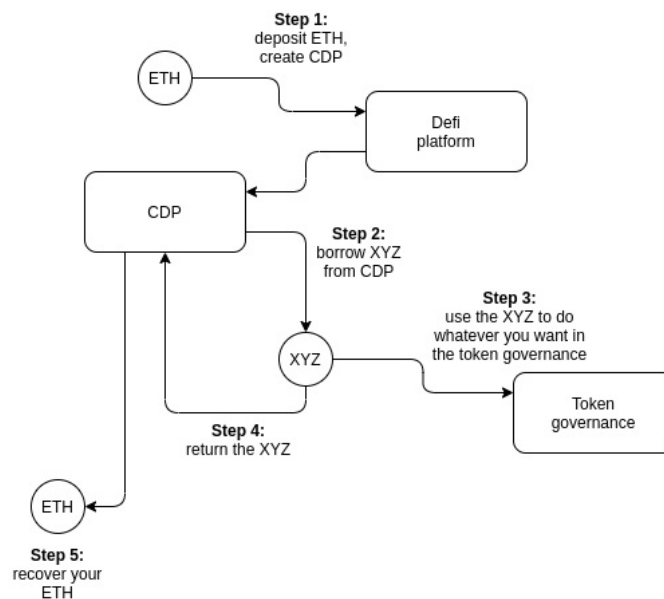 Step 1:
deposit ETH,
create CDP
ETH
Defi
platform
CDP
Step 2:
borrow XYZ
from CDP
Step 3:
use the XYZ to do
whatever you want in
the token governance
XYZ
Token
governance
Step 4:
return the XYZ
ETH
Step 5:
recover your
ETH